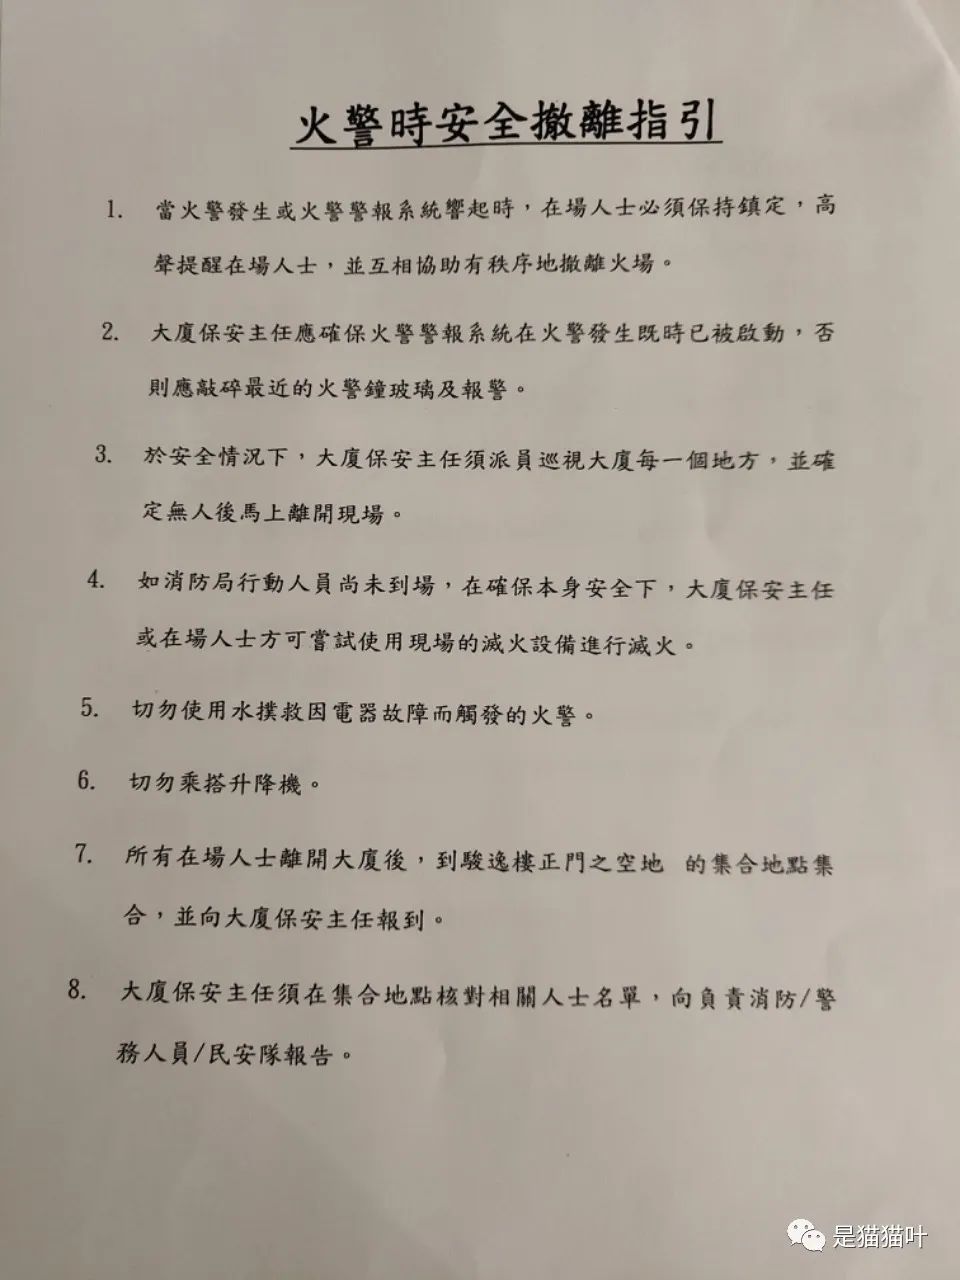 火警時安全撤離指引
1. 當火警發生或火警警報系統響起時，在場人士必須保持鎮定，高
聲提醒在場人士，並互相協助有秩序地撤離火場。
2. 大廈保安主任應確保火警警報系統在火警發生既時已被啟動，否
則應敲碎最近的火警鐘玻璃及報警。
3. 於安全情況下，大廈保安主任須派員巡視大廈每一個地方，並確
定無人後馬上離開現場。
4. 如消防局行動人員尚未到場，在確保本身安全下，大廈保安主任
或在場人士方可嘗試使用現場的滅火設備進行滅火。
5. 切勿使用水撲救因電器故障而觸發的火警。
6. 切勿乘搭升降機。
7. 所有在場人士離開大廈後，到駿逸樓正門之空地 的集合地點集
合，並向大廈保安主任報到。
8. 大廈保安主任須在集合地點核對相關人士名單，向負責消防/警
務人員/民安隊報告。
是猫猫叶